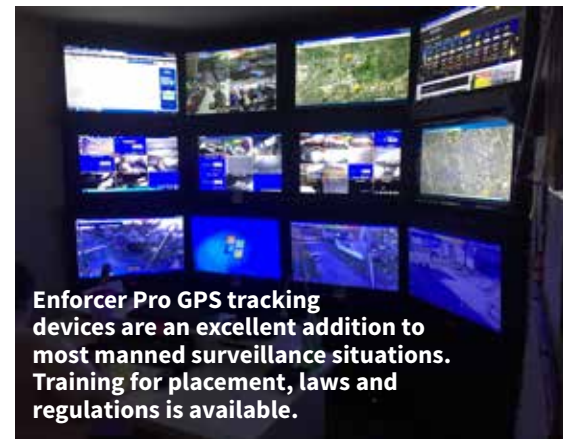 Enforcer Pro GPS tracking
devices are an excellent addition to
most manned surveillance situations.
Training for placement, laws and
regulations is available.